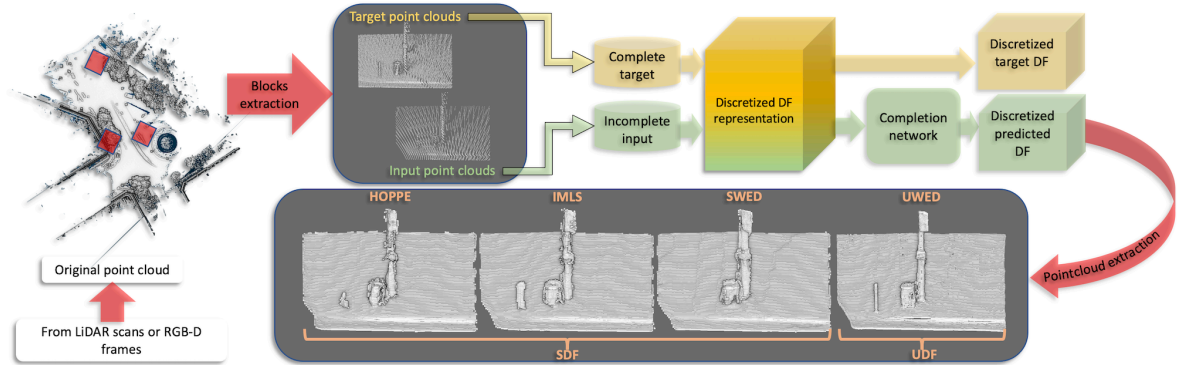 Target point clouds
Blocks
extraction
Input point clouds
Complete
target
Incomplete
input
Discretized DF
representation
Discretized
target DF
Completion
network
Discretized
predicted
DF
Pointcloud extraction
HOPPE
IMLS
SWED
UWED
SDF
UDF
Original point cloud
From LiDAR scans or RGB-D
frames